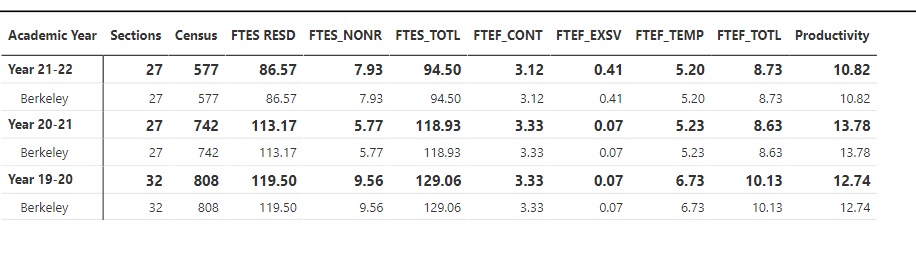 Academic Year Sections Census FTES RESD FTES_NONR FTES_TOTL FTEF_CONT FTEF_EXSV FTEF_TEMP FTEF_TOTL Productivity
Year 21-22 27 577 86.57 7.93 94.50 3.12 0.41 5.20 8.73 10.82
Berkeley 27 577 86.57 7.93 94.50 3.12 0.41 5.20 8.73 10.82
Year 20-21 27 742 113.17 5.77 118.93 3.33 0.07 5.23 8.63 13.78
Berkeley 27 742 113.17 5.77 118.93 3.33 0.07 5.23 8.63 13.78
Year 19-20 32 808 119.50 9.56 129.06 3.33 0.07 6.73 10.13 12.74
Berkeley 32 808 119.50 9.56 129.06 3.33 0.07 6.73 10.13 12.74